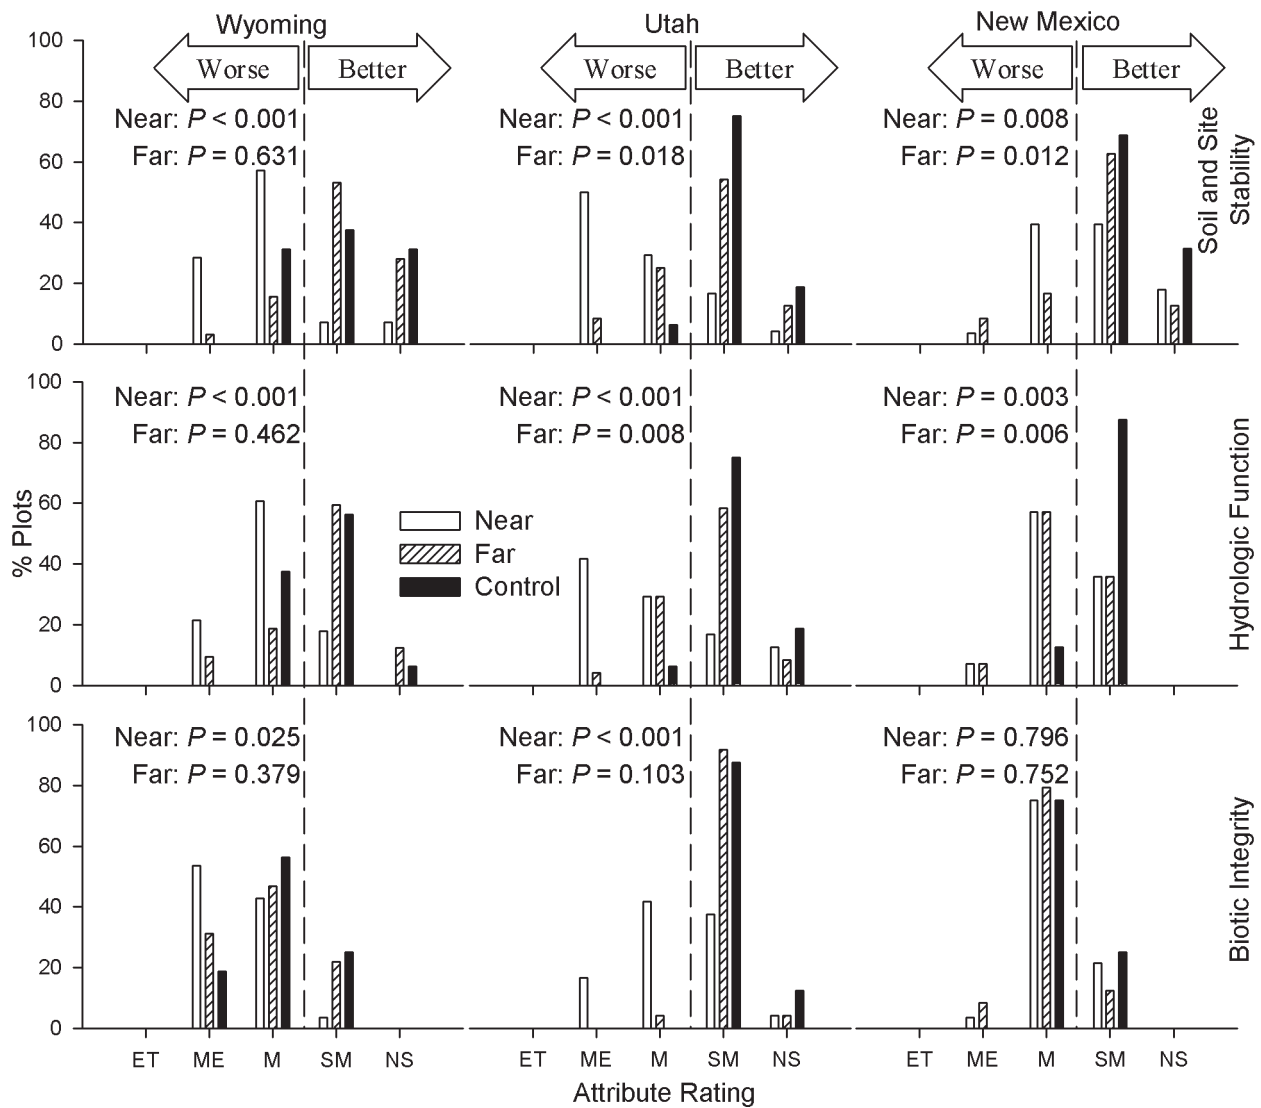 Wyoming Utah New Mexico
Worse Better Worse Better Worse Better
100
80
60
40
20
0
Near: P < 0.001
Far: P = 0.631
Near: P < 0.001
Far: P = 0.018
Near: P = 0.008
Far: P = 0.012
Soil and Site
Stability
100
80
60
40
20
0
Near: P < 0.001
Far: P = 0.462
Near: P < 0.001
Far: P = 0.008
Near: P = 0.003
Far: P = 0.006
Near
Far
Control
Hydrologic Function
% Plots
100
80
60
40
20
0
Near: P = 0.025
Far: P = 0.379
Near: P < 0.001
Far: P = 0.103
Near: P = 0.796
Far: P = 0.752
Biotic Integrity
ET ME M SM NS ET ME M SM NS ET ME M SM NS
Attribute Rating